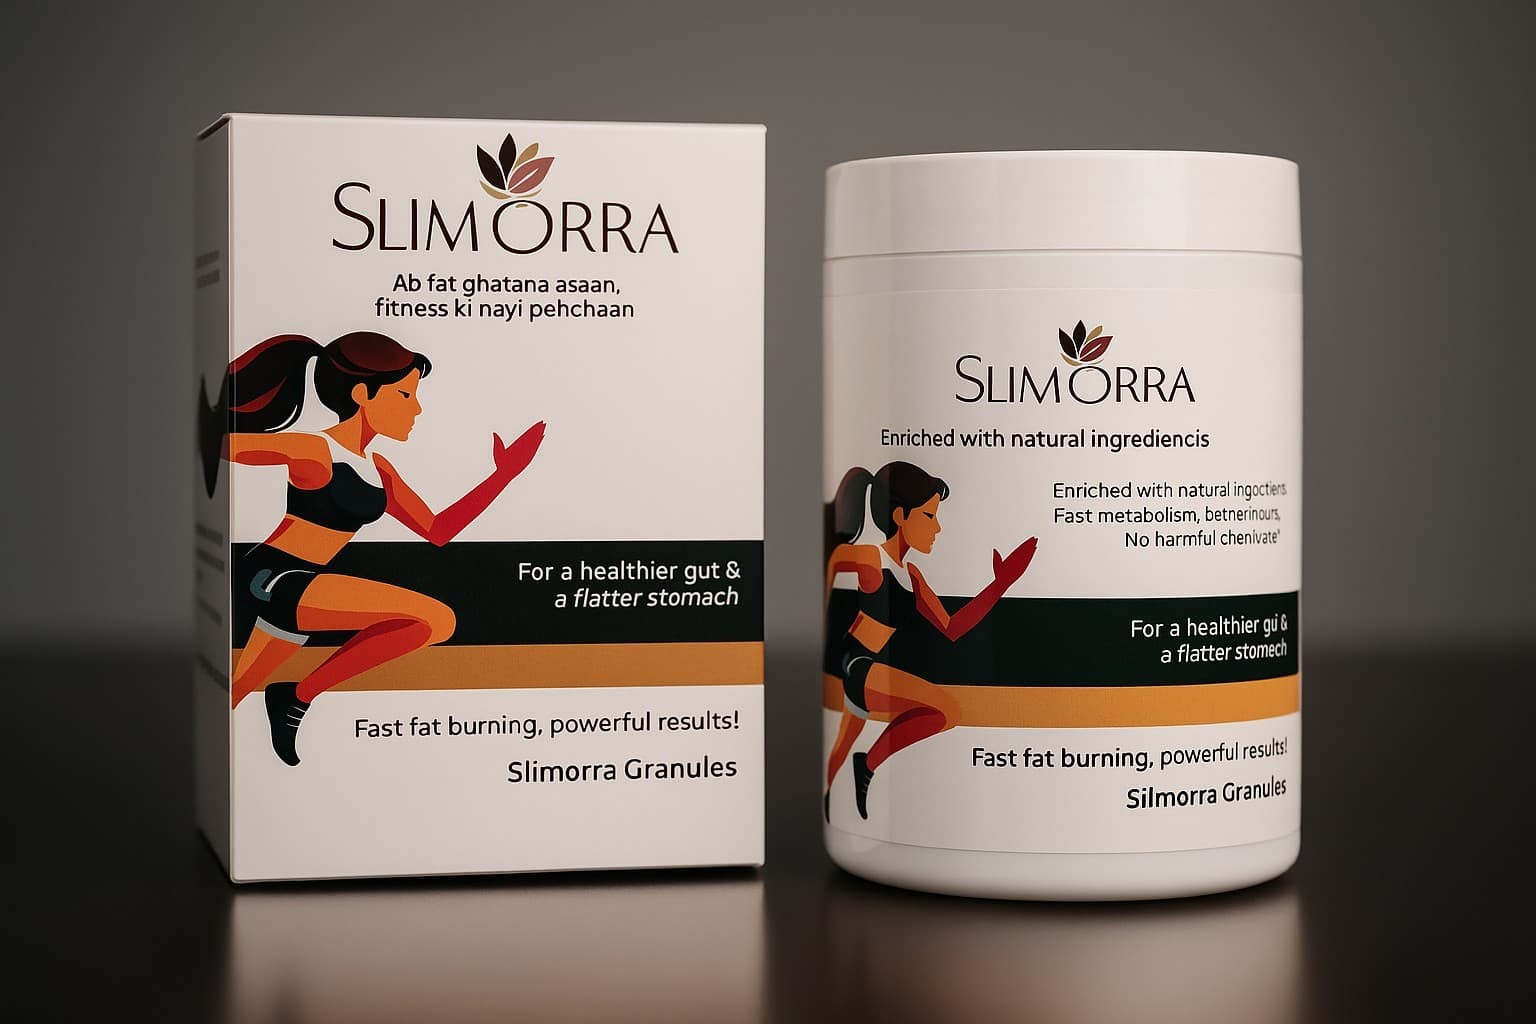 SLIMORRA
Ab fat ghatana asaan,
fitness ki nayi pehchaan
For a healthier gut &
a flatter stomach
Fast fat burning, powerful results!
Slimorra Granules
SLIMORRA
Enriched with natural ingrediencis
Enriched with natural ingoctiens
Fast metabolism, betnerinours,
No harmful chenivate*
For a healthier gui &
a flatter stomech
Fast fat burning, powerful results!
Silmorra Granules